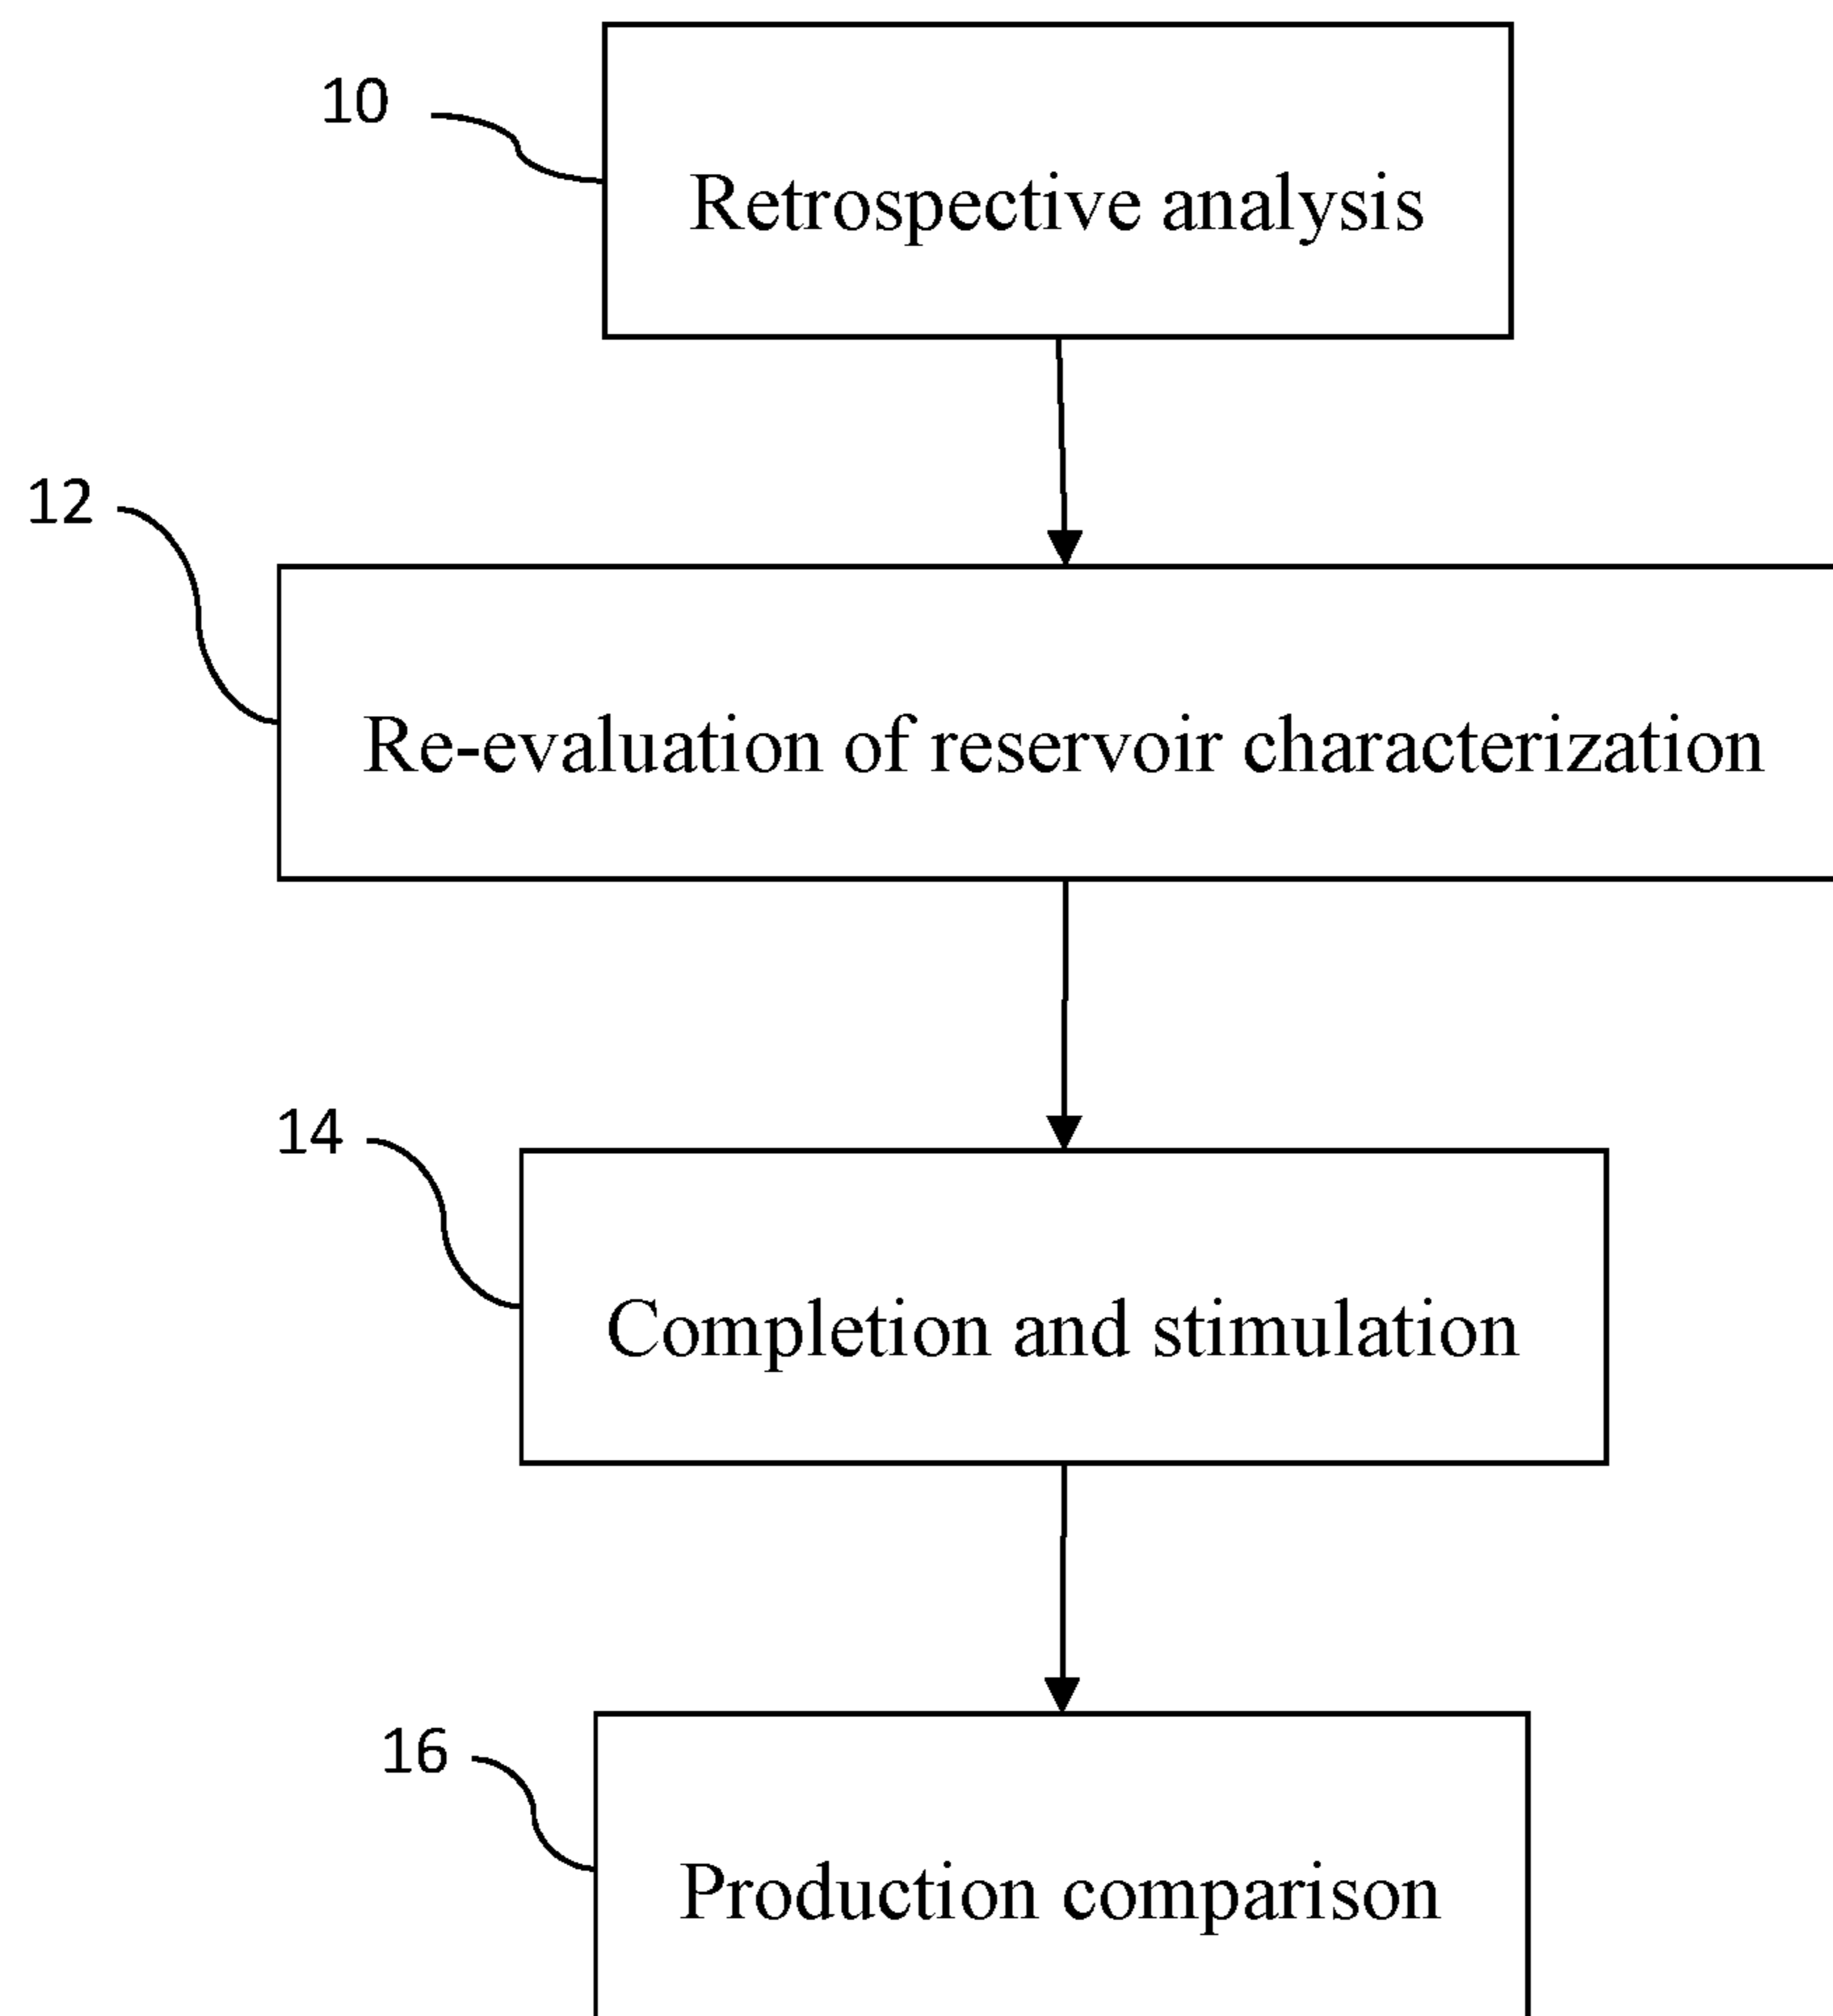 10
Retrospective analysis
12
Re-evaluation of reservoir characterization
14
Completion and stimulation
16
Production comparison